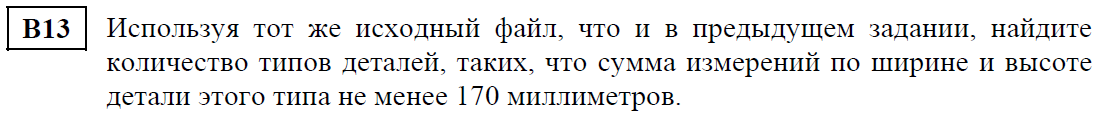 В13 Используя тот же исходный файл, что и в предыдущем задании, найдите
количество типов деталей, таких, что сумма измерений по ширине и высоте
детали этого типа не менее 170 миллиметров.